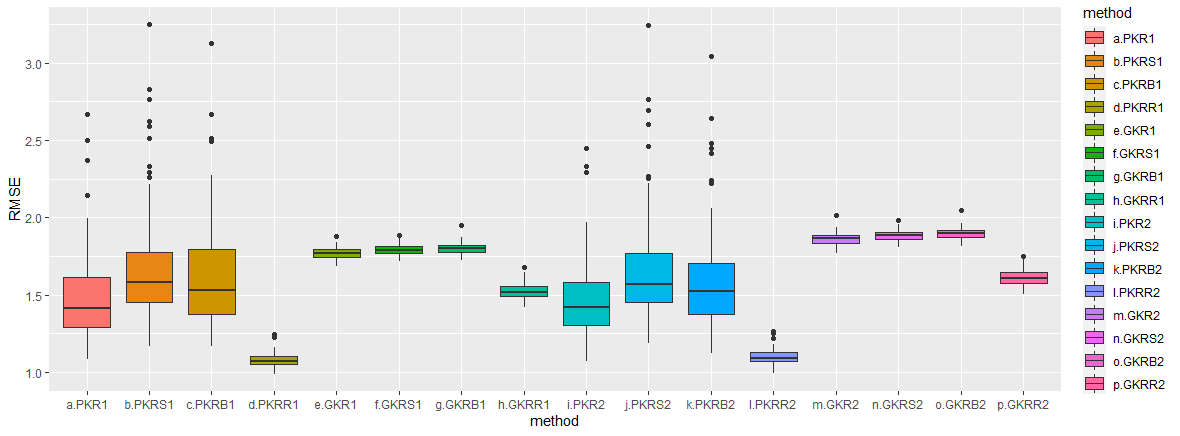 RMSE
3.0
2.5
2.0
1.5
1.0
a.PKR1 b.PKRS1 c.PKRB1 d.PKRR1 e.GKR1 f.GKRS1 g.GKRB1 h.GKRR1 i.PKR2 j.PKRS2 k.PKRB2 l.PKRR2 m.GKR2 n.GKRS2 o.GKRB2 p.GKRR2
method
method
a.PKR1
b.PKRS1
c.PKRB1
d.PKRR1
e.GKR1
f.GKRS1
g.GKRB1
h.GKRR1
i.PKR2
j.PKRS2
k.PKRB2
l.PKRR2
m.GKR2
n.GKRS2
o.GKRB2
p.GKRR2